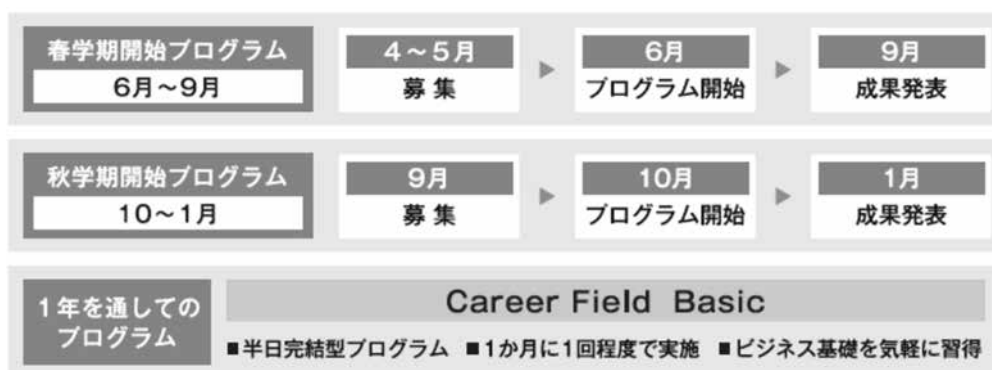 春学期開始プログラム
6月～9月
4～5月
募 集
6月
プログラム開始
9月
成果発表
秋学期開始プログラム
10～1月
9月
募 集
10月
プログラム開始
1月
成果発表
1年を通しての
プログラム
Career Field Basic
■半日完結型プログラム ■1か月に1回程度で実施 ■ビジネス基礎を気軽に習得